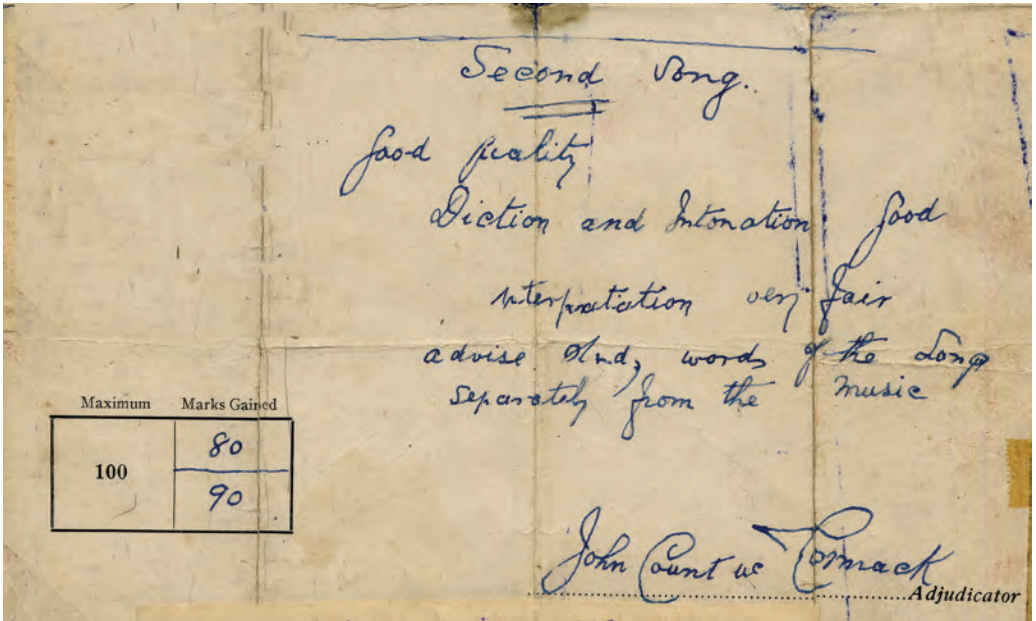 Second Song.
Good quality
Diction and Intonation good
Interpretation very fair
advise study words of the song
separately from the music
Maximum Marks Gained
100
80
90
John Count McCormack
Adjudicator